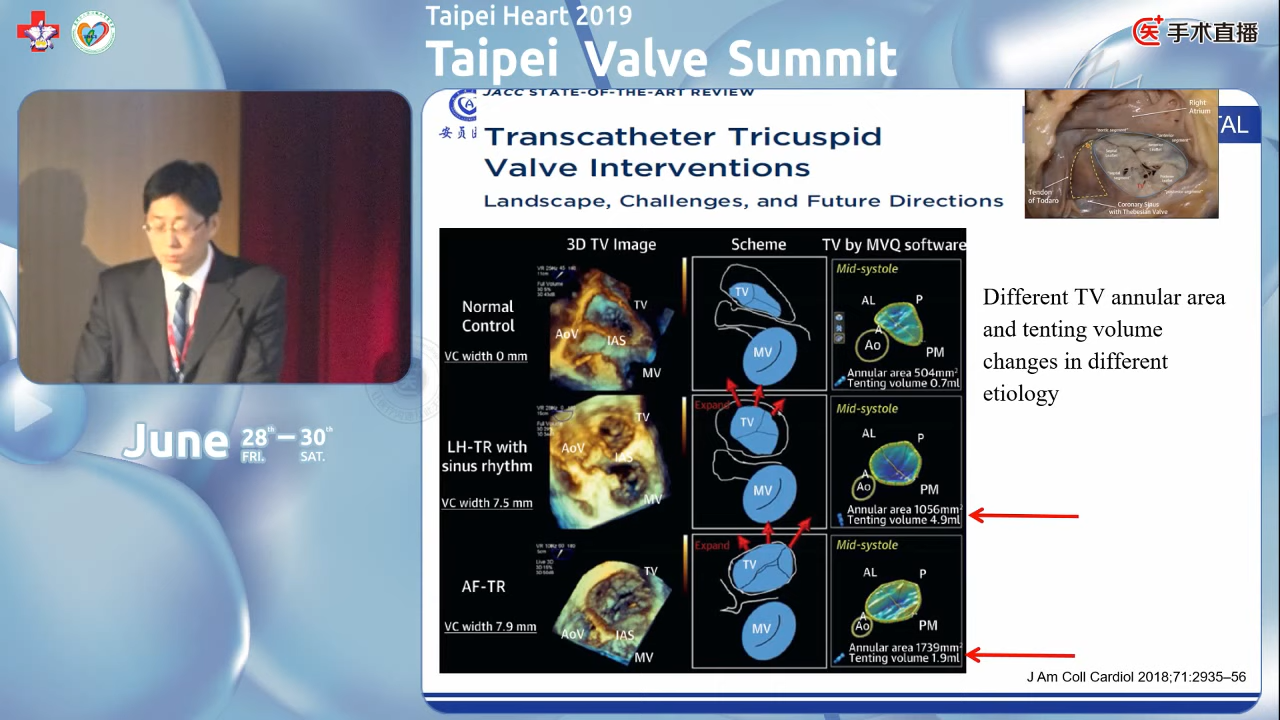 Taipei Heart 2019
Taipei Valve Summit
手术直播
JACC STATE-OF-THE-ART REVIEW
Transcatheter Tricuspid
Valve Interventions
Landscape, Challenges, and Future Directions
TAL
Right
Atrium
Tendon
of Todaro
Coronary Sinus
with Thebesian Valve
3D TV Image
Scheme
TV by MVQ software
Normal
Control
VC width 0 mm
TV
AoV
IAS
MV
TV
MV
Mid-systole
AL
P
A
Ao
PM
Annular area 504mm²
Tenting volume 0.7ml
LH-TR with
sinus rhythm
VC width 7.5 mm
TV
AoV
IAS
MV
Expand
TV
MV
Mid-systole
AL
P
A
Ao
PM
Annular area 1056mm²
Tenting volume 4.9ml
AF-TR
VC width 7.9 mm
TV
AoV
IAS
MV
Expand
TV
MV
Mid-systole
AL
P
A
Ao
PM
Annular area 1739mm²
Tenting volume 1.9ml
Different TV annular area
and tenting volume
changes in different
etiology
J Am Coll Cardiol 2018;71:2935–56
June 28th — 30th
FRI. SAT.